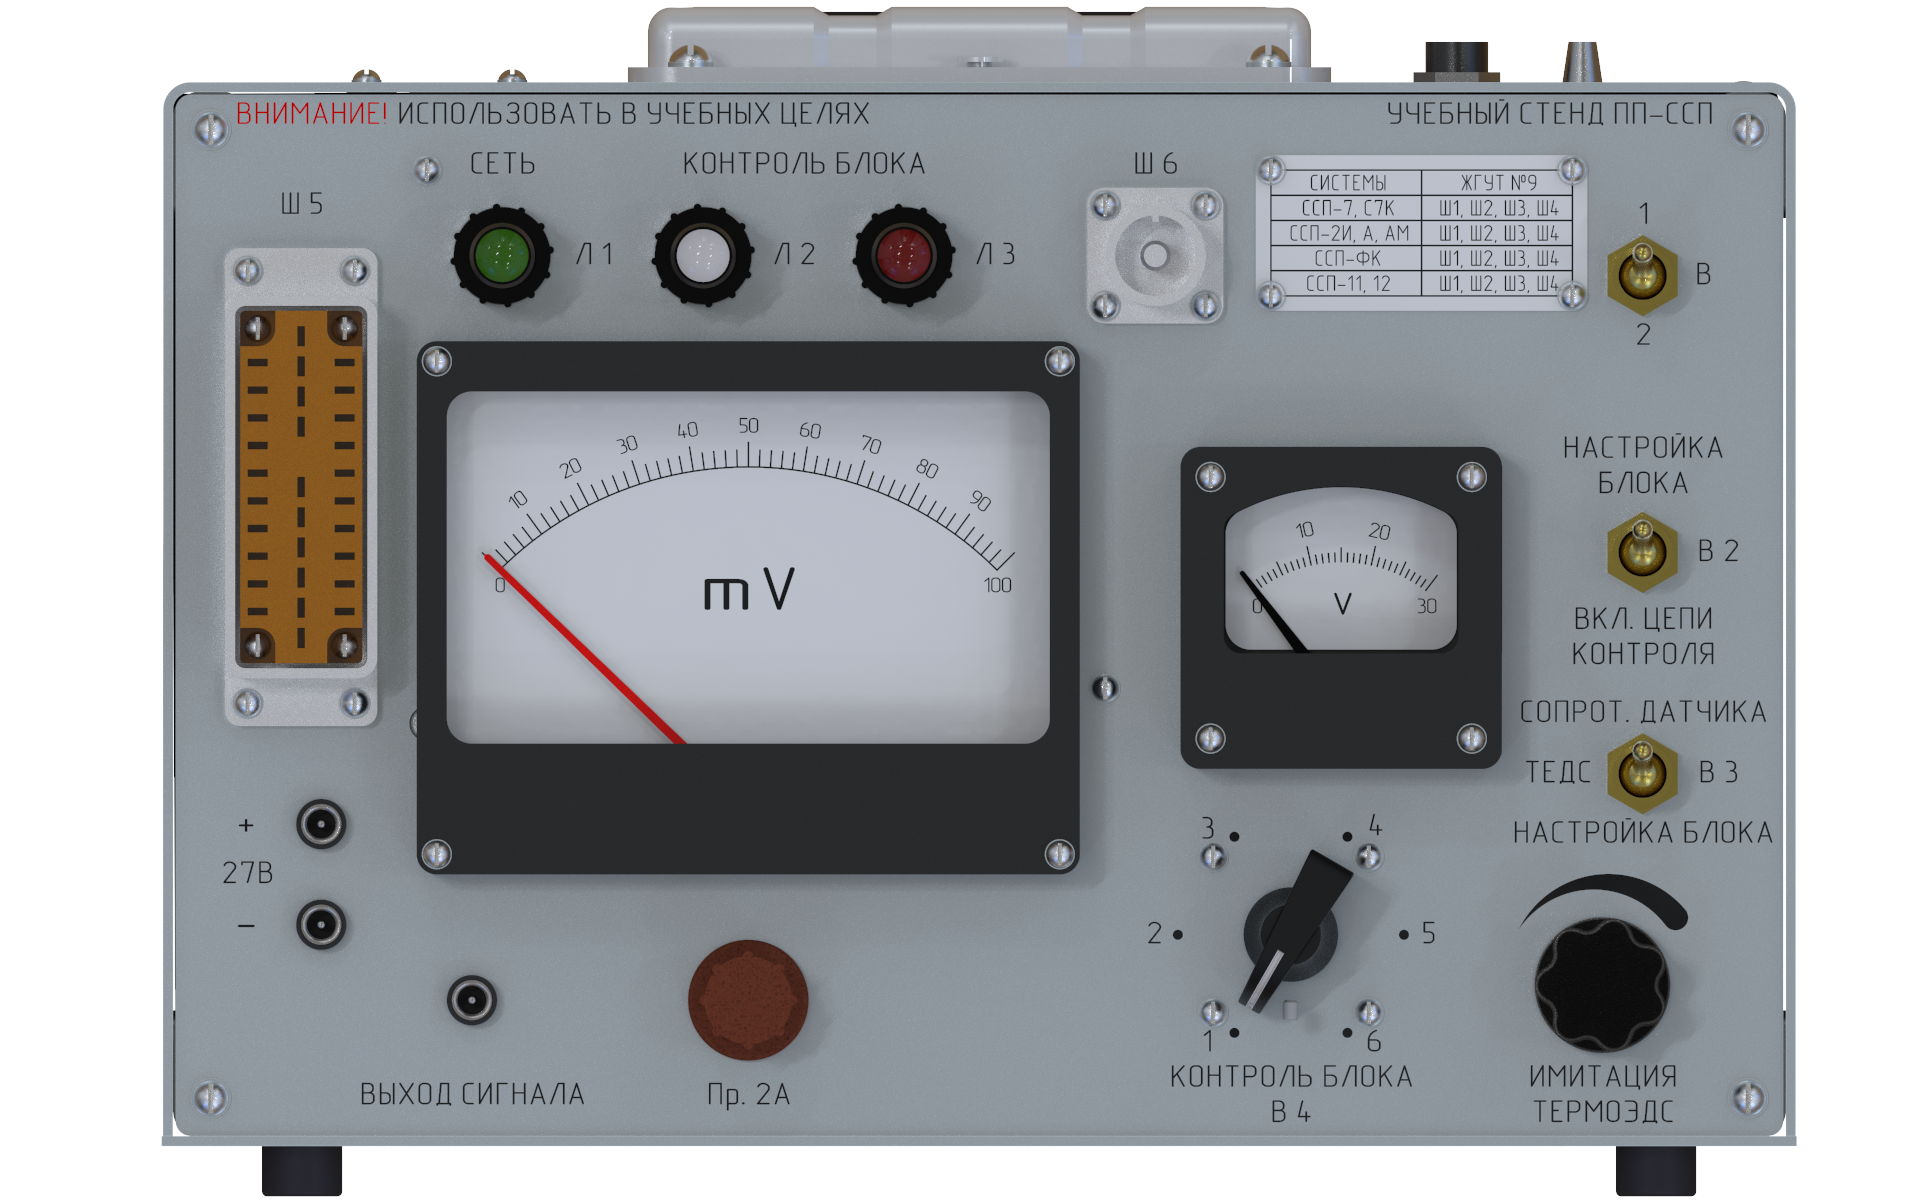 ВНИМАНИЕ! ИСПОЛЬЗОВАТЬ В УЧЕБНЫХ ЦЕЛЯХ
УЧЕБНЫЙ СТЕНД ПП-ССП
СЕТЬ
КОНТРОЛЬ БЛОКА
Ш 6
Ш 5
Л 1
Л 2
Л 3
СИСТЕМЫ ЖГУТ №9
ССП-7, С7К Ш1, Ш2, Ш3, Ш4
ССП-2И, А, АМ Ш1, Ш2, Ш3, Ш4
ССП-ФК Ш1, Ш2, Ш3, Ш4
ССП-11, 12 Ш1, Ш2, Ш3, Ш4
1
В
2
0 10 20 30 40 50 60 70 80 90 100
mV
0 10 20 30
V
НАСТРОЙКА
БЛОКА
В 2
ВКЛ. ЦЕПИ
КОНТРОЛЯ
СОПРОТ. ДАТЧИКА
ТЕДС В 3
НАСТРОЙКА БЛОКА
+
27В
-
3 4
2 5
1 6
КОНТРОЛЬ БЛОКА
В 4
ВЫХОД СИГНАЛА
Пр. 2А
ИМИТАЦИЯ
ТЕРМОЭДС